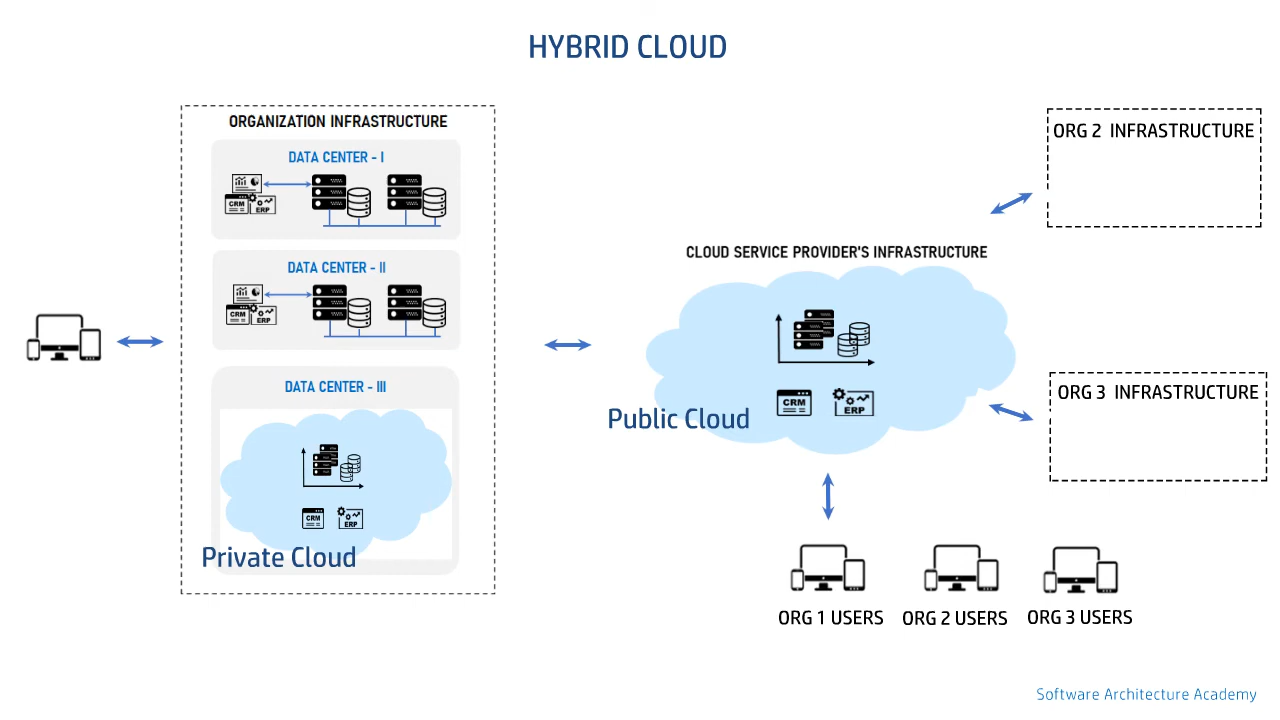 HYBRID CLOUD
ORGANIZATION INFRASTRUCTURE
DATA CENTER - I
CRM
ERP
DATA CENTER - II
CRM
ERP
DATA CENTER - III
CRM
ERP
Private Cloud
CLOUD SERVICE PROVIDER'S INFRASTRUCTURE
CRM
ERP
Public Cloud
ORG 2 INFRASTRUCTURE
ORG 3 INFRASTRUCTURE
ORG 1 USERS
ORG 2 USERS
ORG 3 USERS
Software Architecture Academy